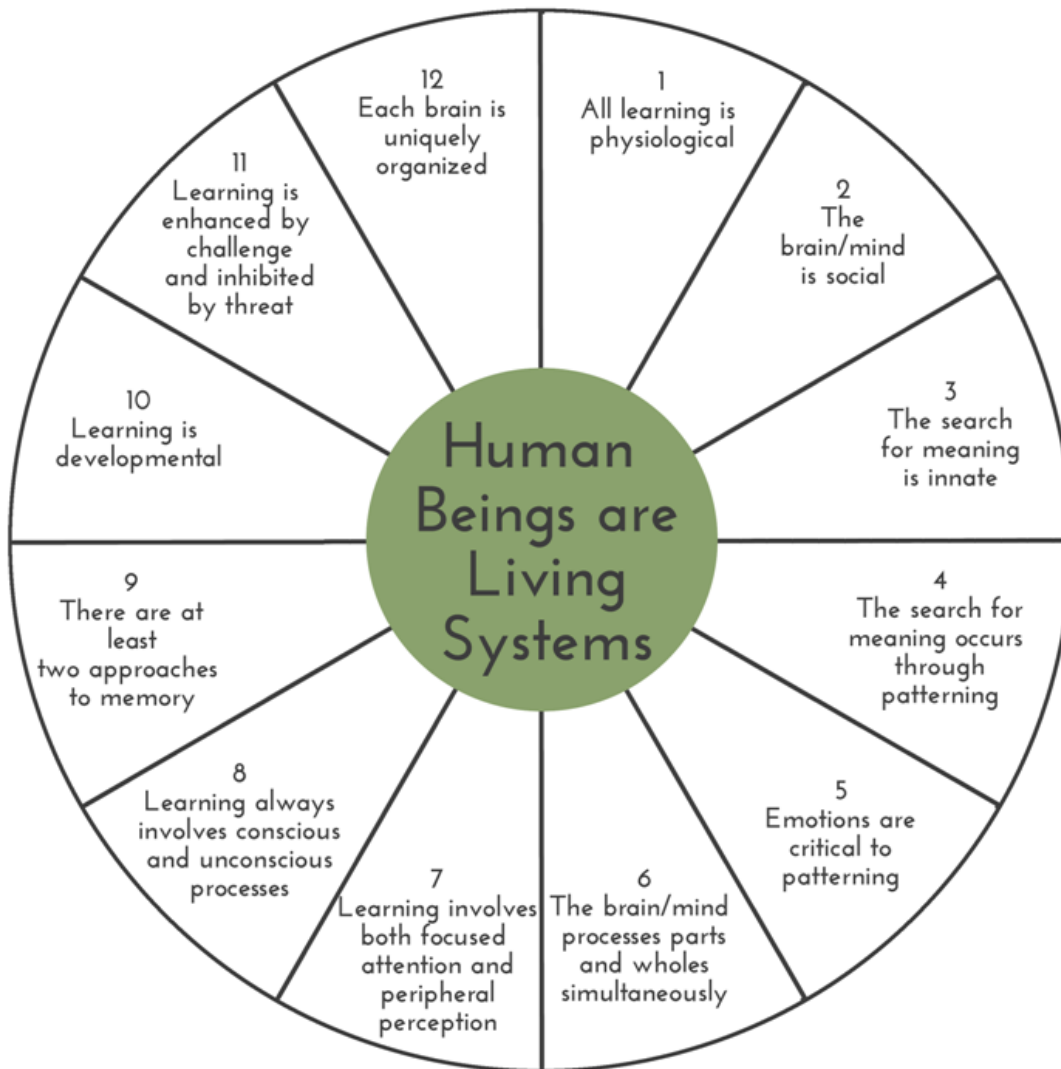 12
Each brain is
uniquely
organized
1
All learning is
physiological
2
The
brain/mind
is social
3
The search
for meaning
is innate
4
The search for
meaning occurs
through
patterning
5
Emotions are
critical to
patterning
6
The brain/mind
processes parts
and wholes
simultaneously
7
Learning involves
both focused
attention and
peripheral
perception
8
Learning always
involves conscious
and unconscious
processes
9
There are at
least
two approaches
to memory
10
Learning is
developmental
11
Learning is
enhanced by
challenge
and inhibited
by threat
Human
Beings are
Living
Systems